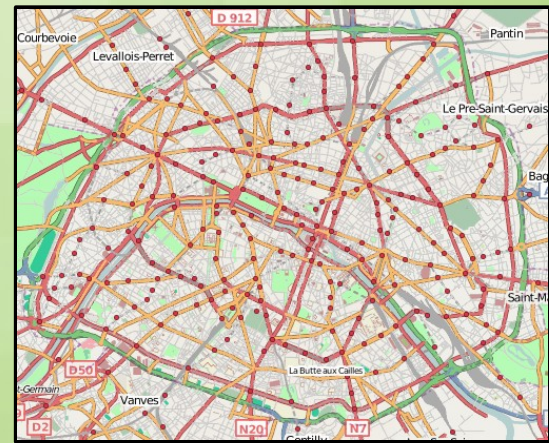 D 912
Courbevoie
Pantin
Levallois-Perret
Le Pre-Saint-Gervais
Bag
Saint-M
La Butte aux Cailles
D50
t-Germain
Vanves
D2
N20
N7
Gentilly